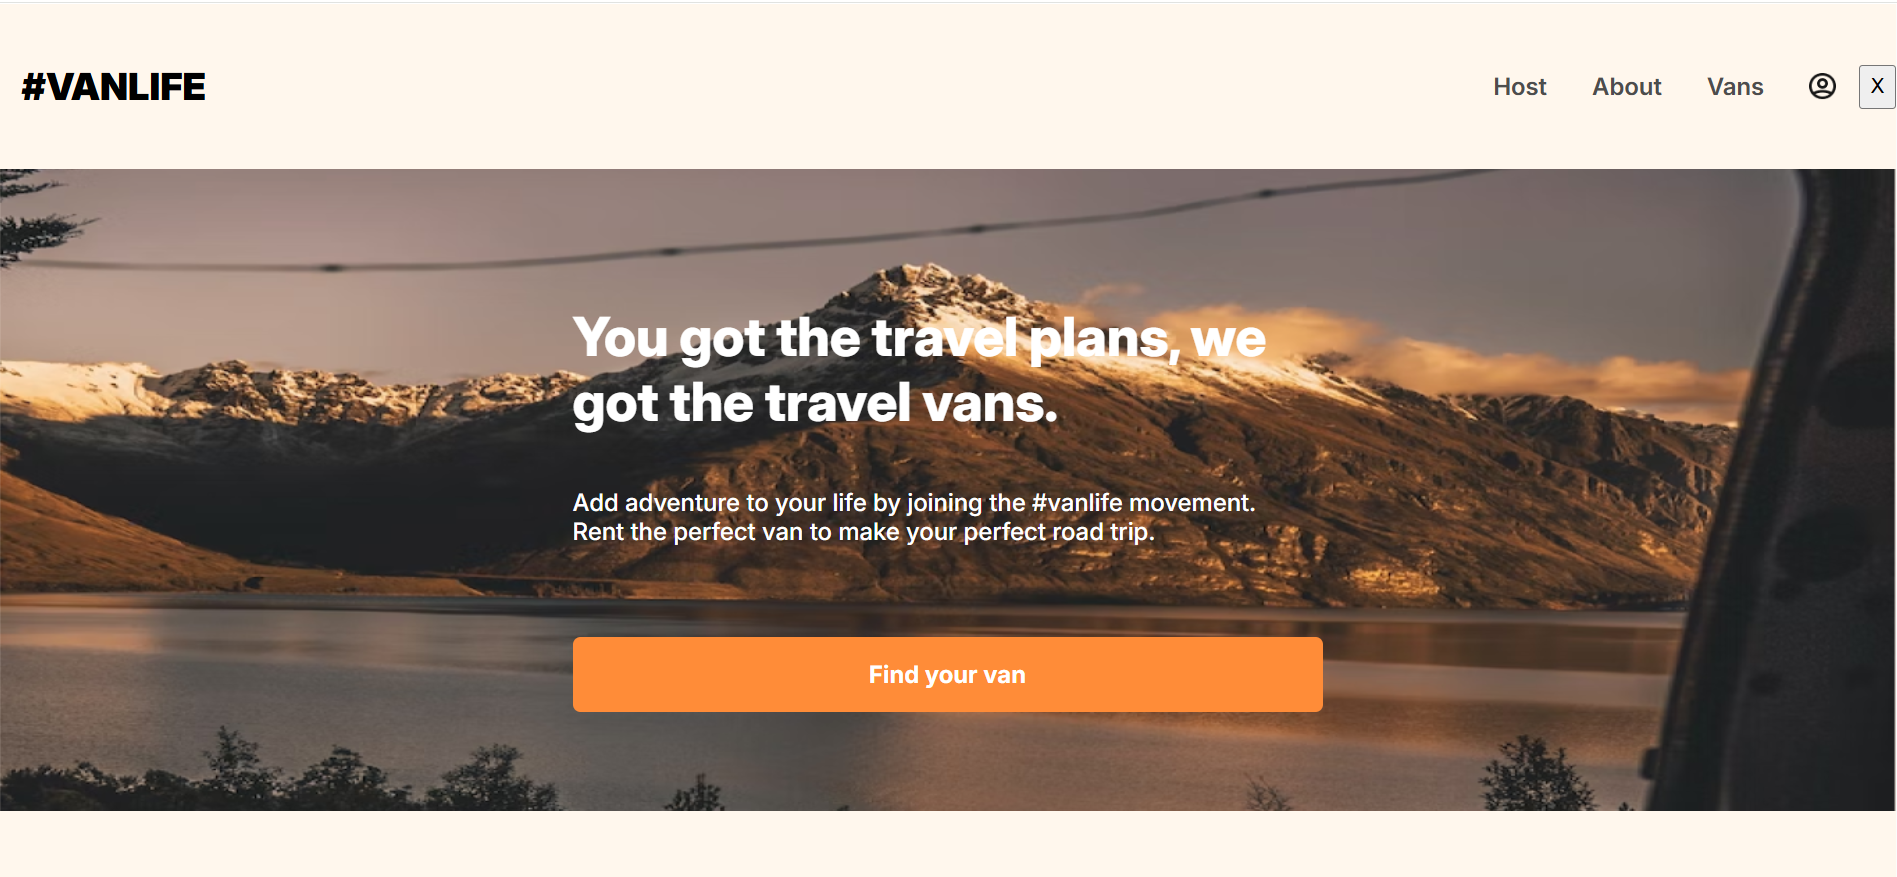 #VANLIFE
Host About Vans X
You got the travel plans, we
got the travel vans.
Add adventure to your life by joining the #vanlife movement.
Rent the perfect van to make your perfect road trip.
Find your van